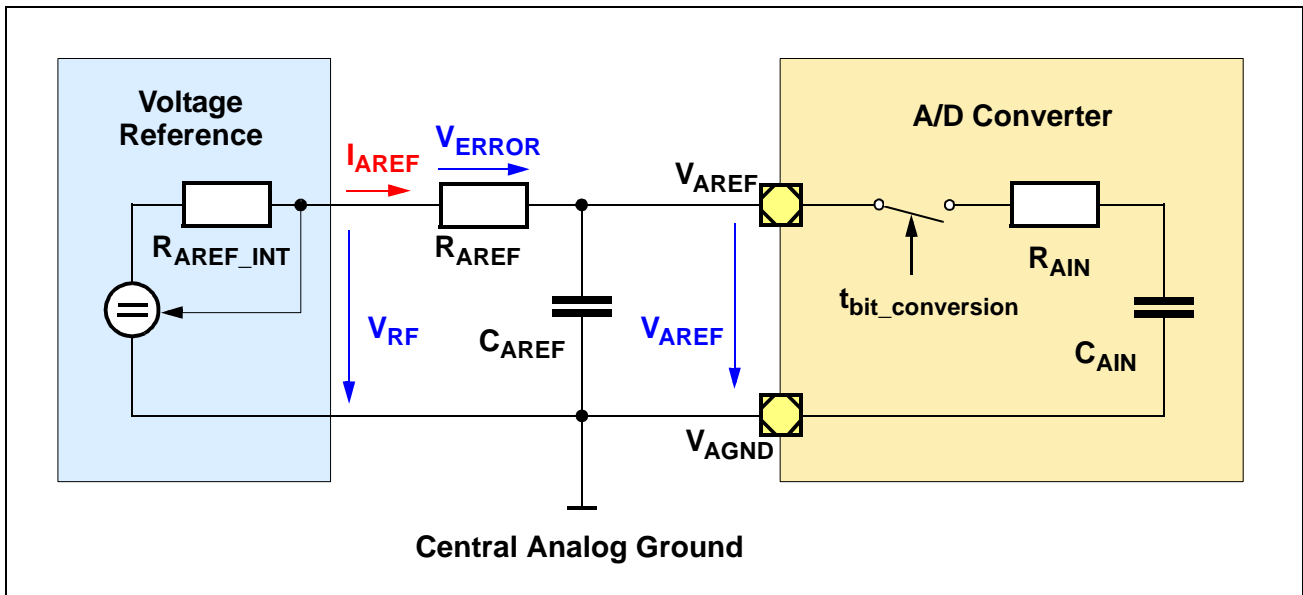 Voltage
Reference
A/D Converter
I_AREF
V_ERROR
V_AREF
R_AREF_INT
R_AREF
R_AIN
t_bit_conversion
V_RF
C_AREF
V_AREF
C_AIN
V_AGND
Central Analog Ground